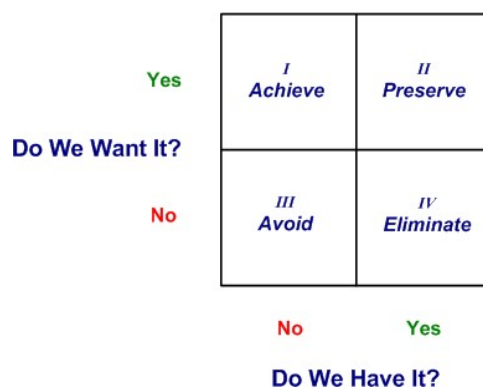 I
Achieve
II
Preserve
Yes
Do We Want It?
No
III
Avoid
IV
Eliminate
No
Yes
Do We Have It?